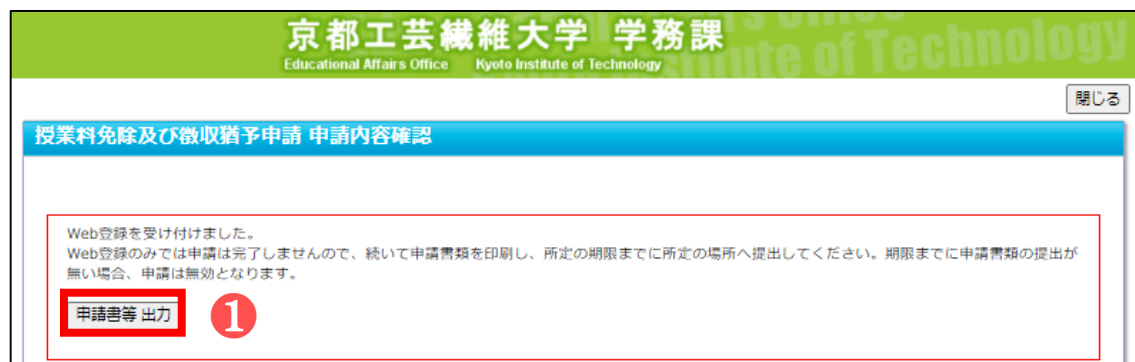 京都工芸繊維大学 学務課
Educational Affairs Office Kyoto Institute of Technology
閉じる
授業料免除及び徴収猶予申請 申請内容確認
Web登録を受け付けました。
Web登録のみでは申請は完了しませんので、続いて申請書類を印刷し、所定の期限までに所定の場所へ提出してください。期限までに申請書類の提出が
無い場合、申請は無効となります。
申請書等 出力
1